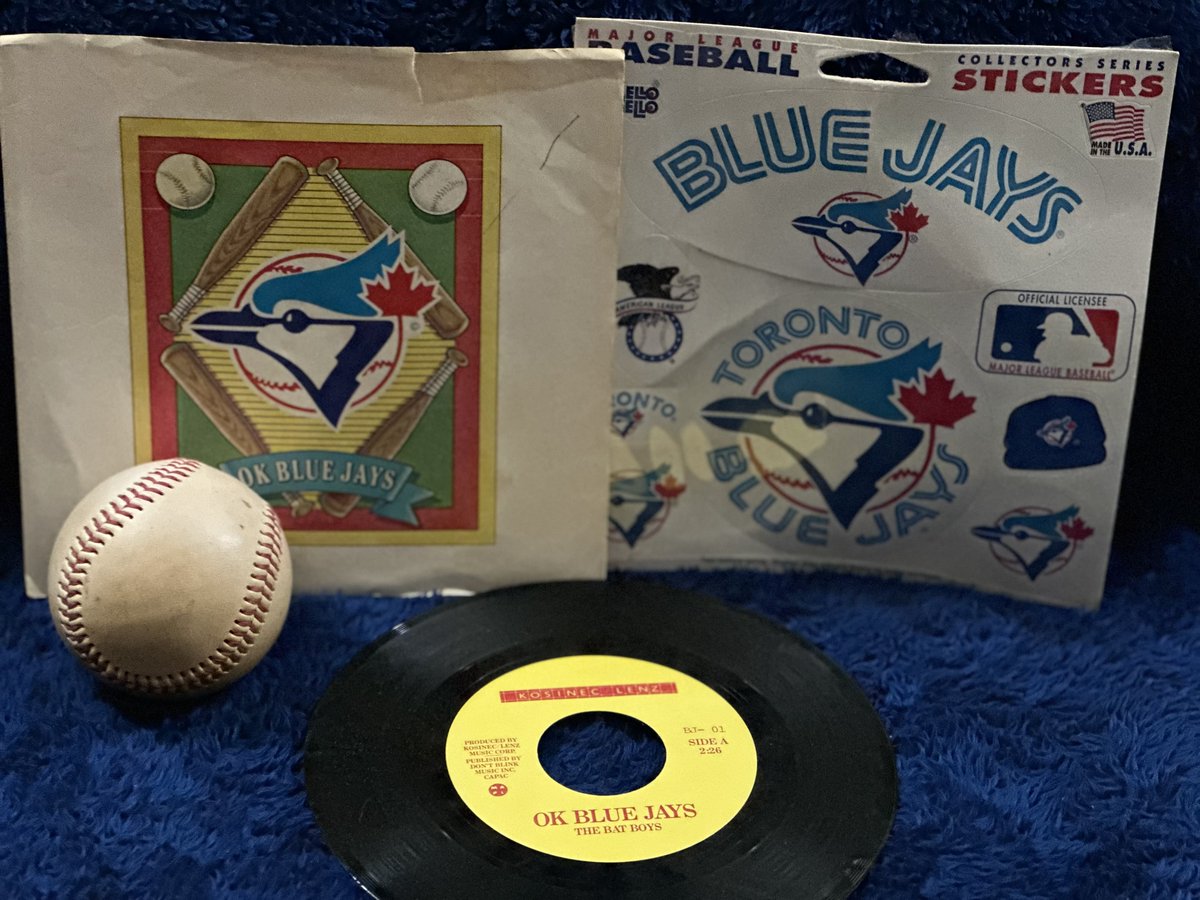 OK BLUE JAYS
MAJOR LEAGUE
BASEBALL
COLLECTORS SERIES
STICKERS
MADE IN THE U.S.A.
BLUE JAYS
AMERICAN LEAGUE
OFFICIAL LICENSEE
MAJOR LEAGUE BASEBALL
TORONTO
BLUE JAYS
KOSINEC LENZ
BJ- 01
SIDE A
2:26
PRODUCED BY
KOSINEC LENZ
MUSIC CORP.
PUBLISHED BY
DON'T BLINK
MUSIC INC.
CAPAC
OK BLUE JAYS
THE BAT BOYS